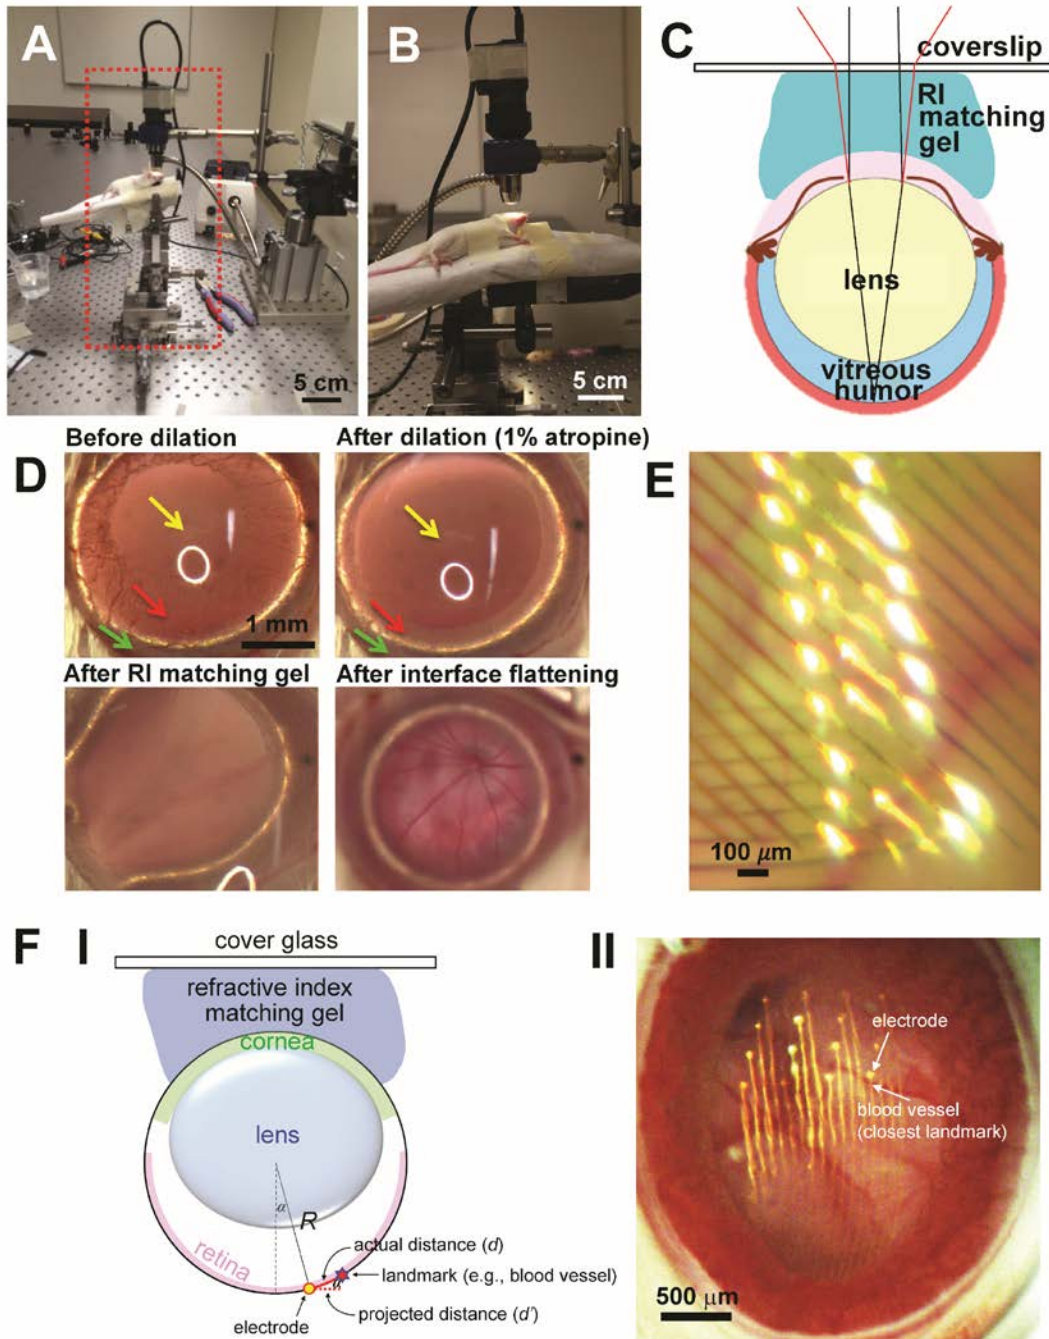 A
5 cm
B
5 cm
C
coverslip
RI
matching
gel
lens
vitreous
humor
D
Before dilation
After dilation (1% atropine)
1 mm
After RI matching gel
After interface flattening
E
100 μm
F
I
cover glass
refractive index
matching gel
cornea
lens
α
R
retina
actual distance (d)
landmark (e.g., blood vessel)
projected distance (d')
electrode
II
electrode
blood vessel
(closest landmark)
500 μm